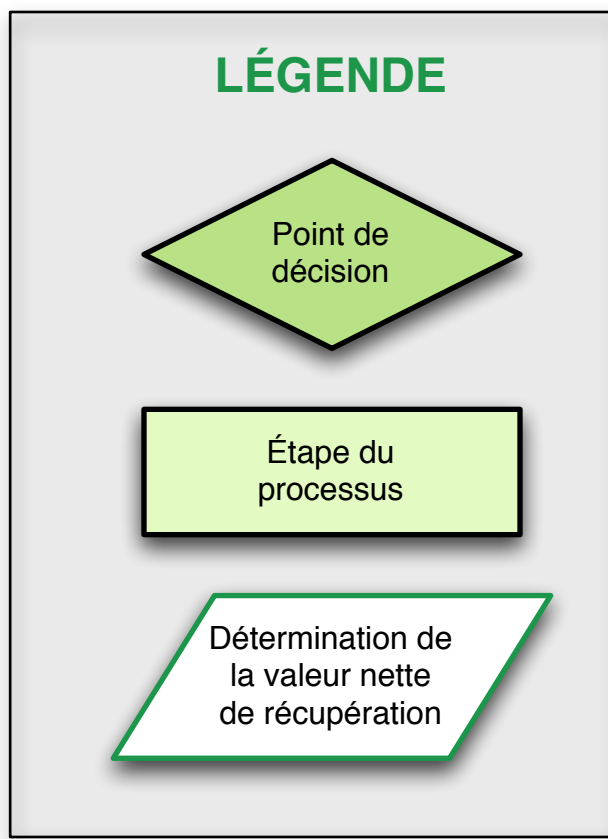 LÉGENDE
Point de
décision
Étape du
processus
Détermination de
la valeur nette
de récupération